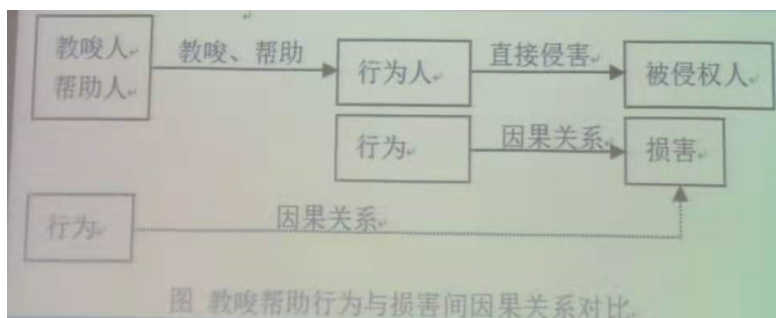 教唆人
帮助人
教唆、帮助
行为人
直接侵害
被侵权人
行为
因果关系
损害
行为
因果关系
图 教唆帮助行为与损害间因果关系对比